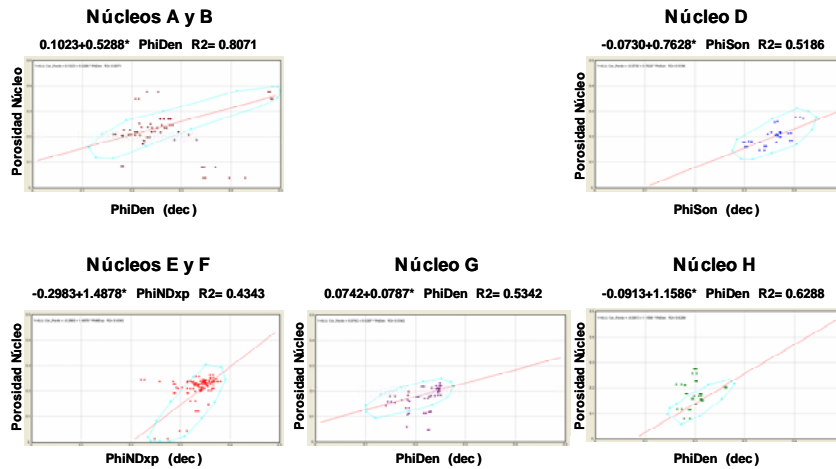 Núcleos A y B
0.1023+0.5288* PhiDen R2= 0.8071
Porosidad Núcleo
PhiDen (dec)
Núcleo D
-0.0730+0.7628* PhiSon R2= 0.5186
Porosidad Núcleo
PhiSon (dec)
Núcleos E y F
-0.2983+1.4878* PhiNDxp R2= 0.4343
Porosidad Núcleo
PhiNDxp (dec)
Núcleo G
0.0742+0.0787* PhiDen R2= 0.5342
Porosidad Núcleo
PhiDen (dec)
Núcleo H
-0.0913+1.1586* PhiDen R2= 0.6288
Porosidad Núcleo
PhiDen (dec)